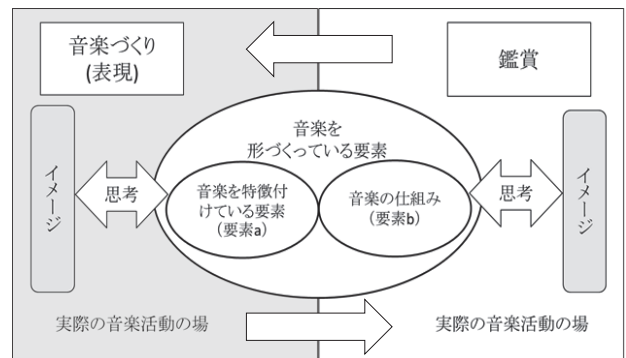 音楽づくり
(表現)
鑑賞
音楽を
形づくっている要素
イメージ
思考
音楽を特徴付
けている要素
（要素a）
音楽の仕組み
（要素b）
思考
イメージ
実際の音楽活動の場
実際の音楽活動の場